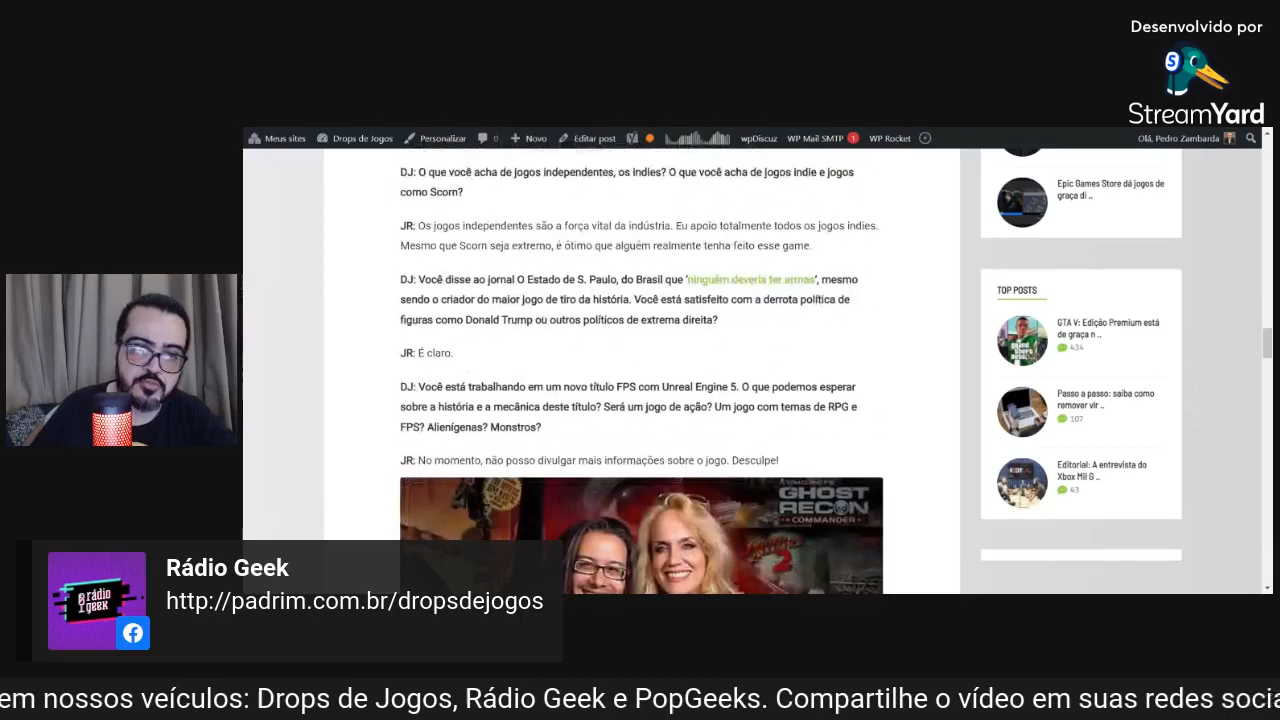 Desenvolvido por
StreamYard
Meus sites Drops de Jogos Personalizar 0 Novo Editar post wpDiscuz WP Mail SMTP 1 WP Rocket Olá, Pedro Zambarda
DJ: O que você acha de jogos independentes, os indies? O que você acha de jogos indie e jogos
como Scorn?
JR: Os jogos independentes são a força vital da indústria. Eu apoio totalmente todos os jogos indies.
Mesmo que Scorn seja extremo, é ótimo que alguém realmente tenha feito esse game.
DJ: Você disse ao jornal O Estado de S. Paulo, do Brasil que 'ninguém deveria ter armas', mesmo
sendo o criador do maior jogo de tiro da história. Você está satisfeito com a derrota política de
figuras como Donald Trump ou outros políticos de extrema direita?
JR: É claro.
DJ: Você está trabalhando em um novo título FPS com Unreal Engine 5. O que podemos esperar
sobre a história e a mecânica deste título? Será um jogo de ação? Um jogo com temas de RPG e
FPS? Alienígenas? Monstros?
JR: No momento, não posso divulgar mais informações sobre o jogo. Desculpe!
TOM CLANCY'S
GHOST
RECON
COMMANDER
Epic Games Store dá jogos de
graça di ..
TOP POSTS
GTA V: Edição Premium está
de graça n ..
434
Passo a passo: saiba como
remover vir ..
107
Editorial: A entrevista do
Xbox Mil G ..
43
rádio
geek
Rádio Geek
http://padrim.com.br/dropsdejogos
em nossos veículos: Drops de Jogos, Rádio Geek e PopGeeks. Compartilhe o vídeo em suas redes socia